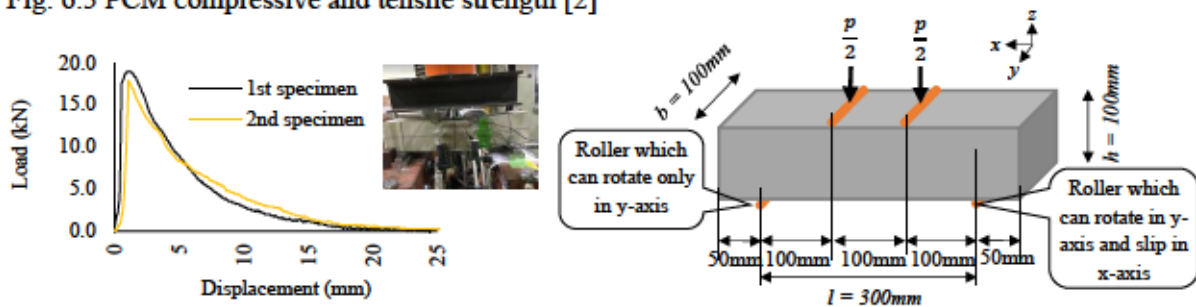 Fig. 6.5 PCM compressive and tensile strength [2]
Load (kN)
20.0
15.0
10.0
5.0
0.0
1st specimen
2nd specimen
0
5
10
15
20
25
Displacement (mm)
p/2
p/2
z
x
y
b = 100mm
h = 100mm
Roller which
can rotate only
in y-axis
Roller which
can rotate in y-
axis and slip in
x-axis
50mm 100mm 100mm 100mm 50mm
l = 300mm